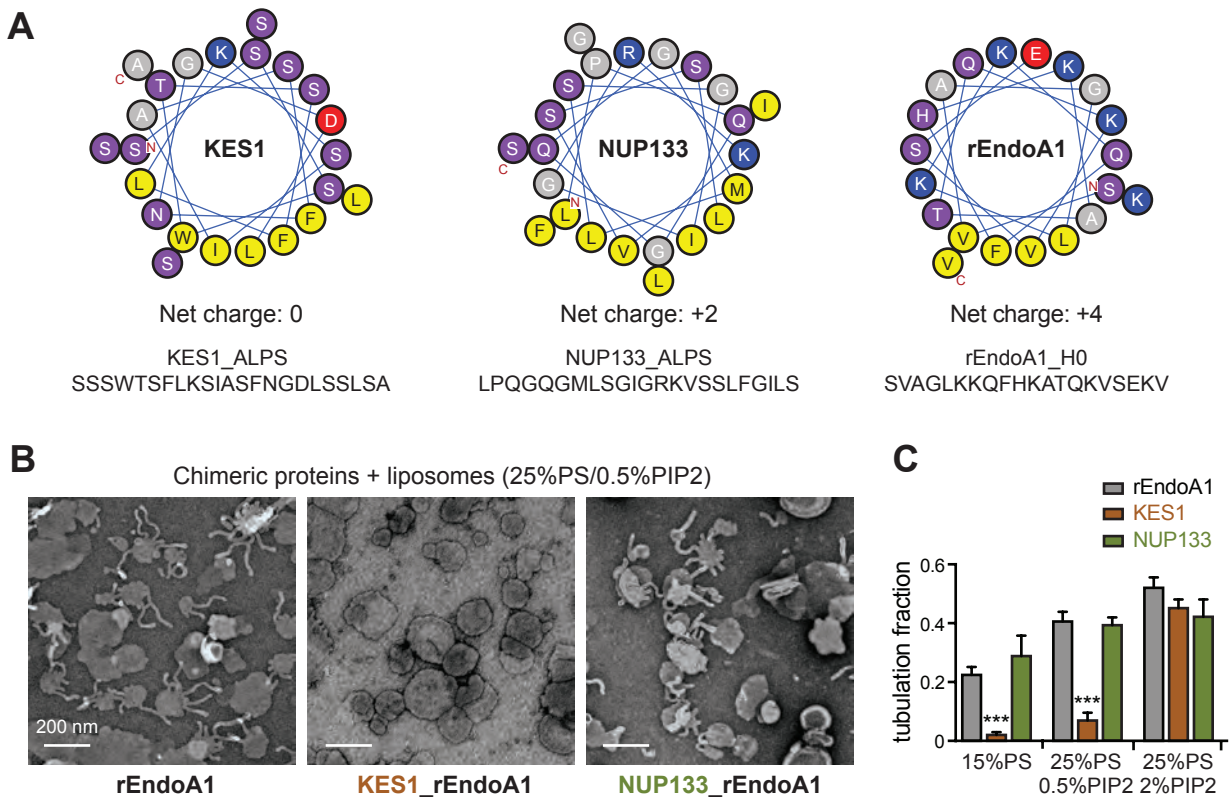 A
S
S
K
G
S
A
C
T
S
A
D
S
S
N
S
KES1
L
S
L
N
F
W
F
S
I
L
Net charge: 0
KES1_ALPS
SSSWTSFLKSIASFNGDLSSLSA
G
P
R
G
S
S
G
I
S
Q
S
Q
C
NUP133
K
G
M
N
L
F
L
L
I
V
G
L
Net charge: +2
NUP133_ALPS
LPQGQGMLSGIGRKVSSLFGILS
K
E
K
Q
A
G
H
K
S
rEndoA1
Q
K
N
S
K
T
A
V
L
V
C
F
V
Net charge: +4
rEndoA1_H0
SVAGLKKQFHKATQKVSEKV
B
Chimeric proteins + liposomes (25%PS/0.5%PIP2)
200 nm
rEndoA1
KES1_rEndoA1
NUP133_rEndoA1
C
rEndoA1
KES1
NUP133
tubulation fraction
0.6
0.4
0.2
0
***
***
15%PS
25%PS
0.5%PIP2
25%PS
2%PIP2